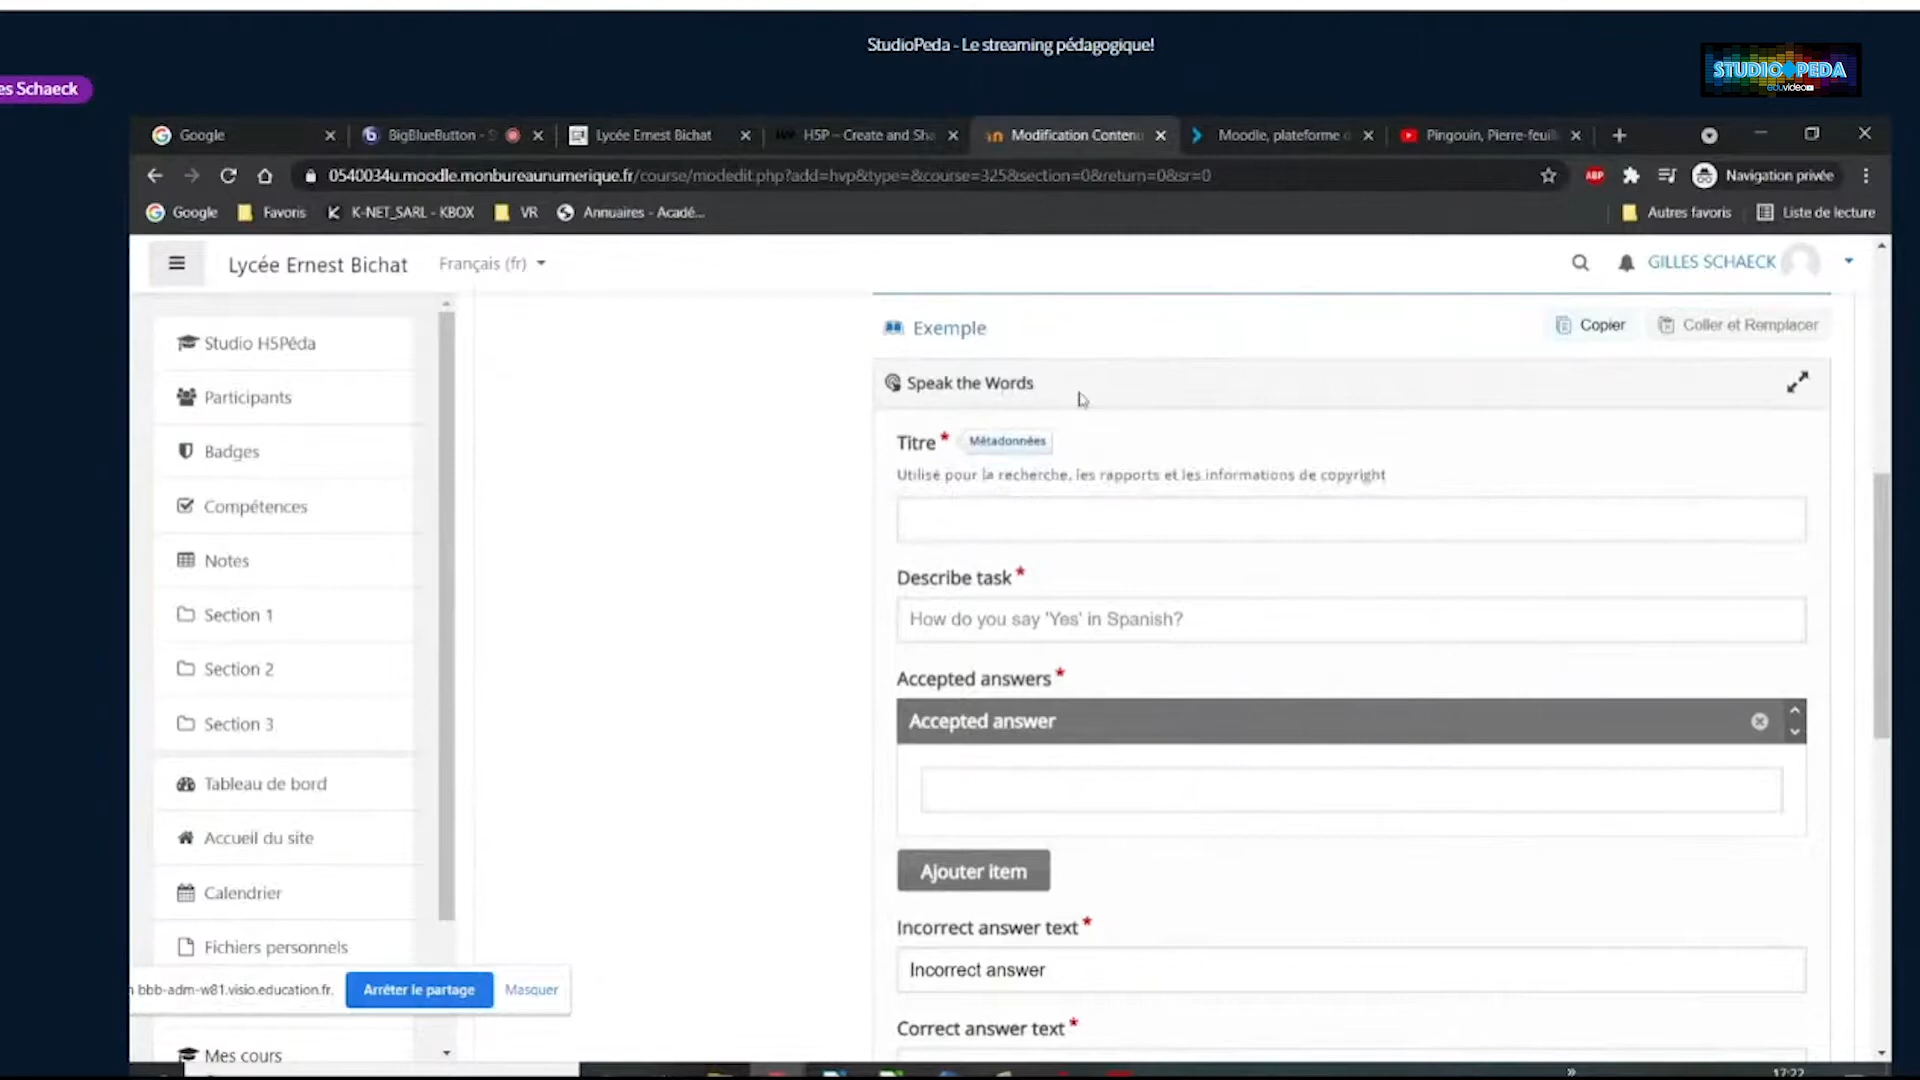 StudioPeda - Le streaming pédagogique!
STUDIO PEDA
eduvideo
es Schaeck
Google
BigBlueButton - S
Lycée Ernest Bichat
H5P – Create and Sha
Modification Contenu
Moodle, plateforme o
Pingouin, Pierre-feuill
0540034u.moodle.monbureaunumerique.fr/course/modedit.php?add=hvp&type=&course=325&section=0&return=0&sr=0
ABP
Navigation privée
Google
Favoris
K-NET_SARL - KBOX
VR
Annuaires - Acadé...
Autres favoris
Liste de lecture
Lycée Ernest Bichat
Français (fr)
GILLES SCHAECK
Studio H5Péda
Participants
Badges
Compétences
Notes
Section 1
Section 2
Section 3
Tableau de bord
Accueil du site
Calendrier
Fichiers personnels
Mes cours
Exemple
Copier
Coller et Remplacer
Speak the Words
Titre *
Métadonnées
Utilisé pour la recherche, les rapports et les informations de copyright
Describe task *
How do you say 'Yes' in Spanish?
Accepted answers *
Accepted answer
Ajouter item
Incorrect answer text *
Incorrect answer
Correct answer text *
bbb-adm-w81.visio.education.fr.
Arrêter le partage
Masquer
17:22